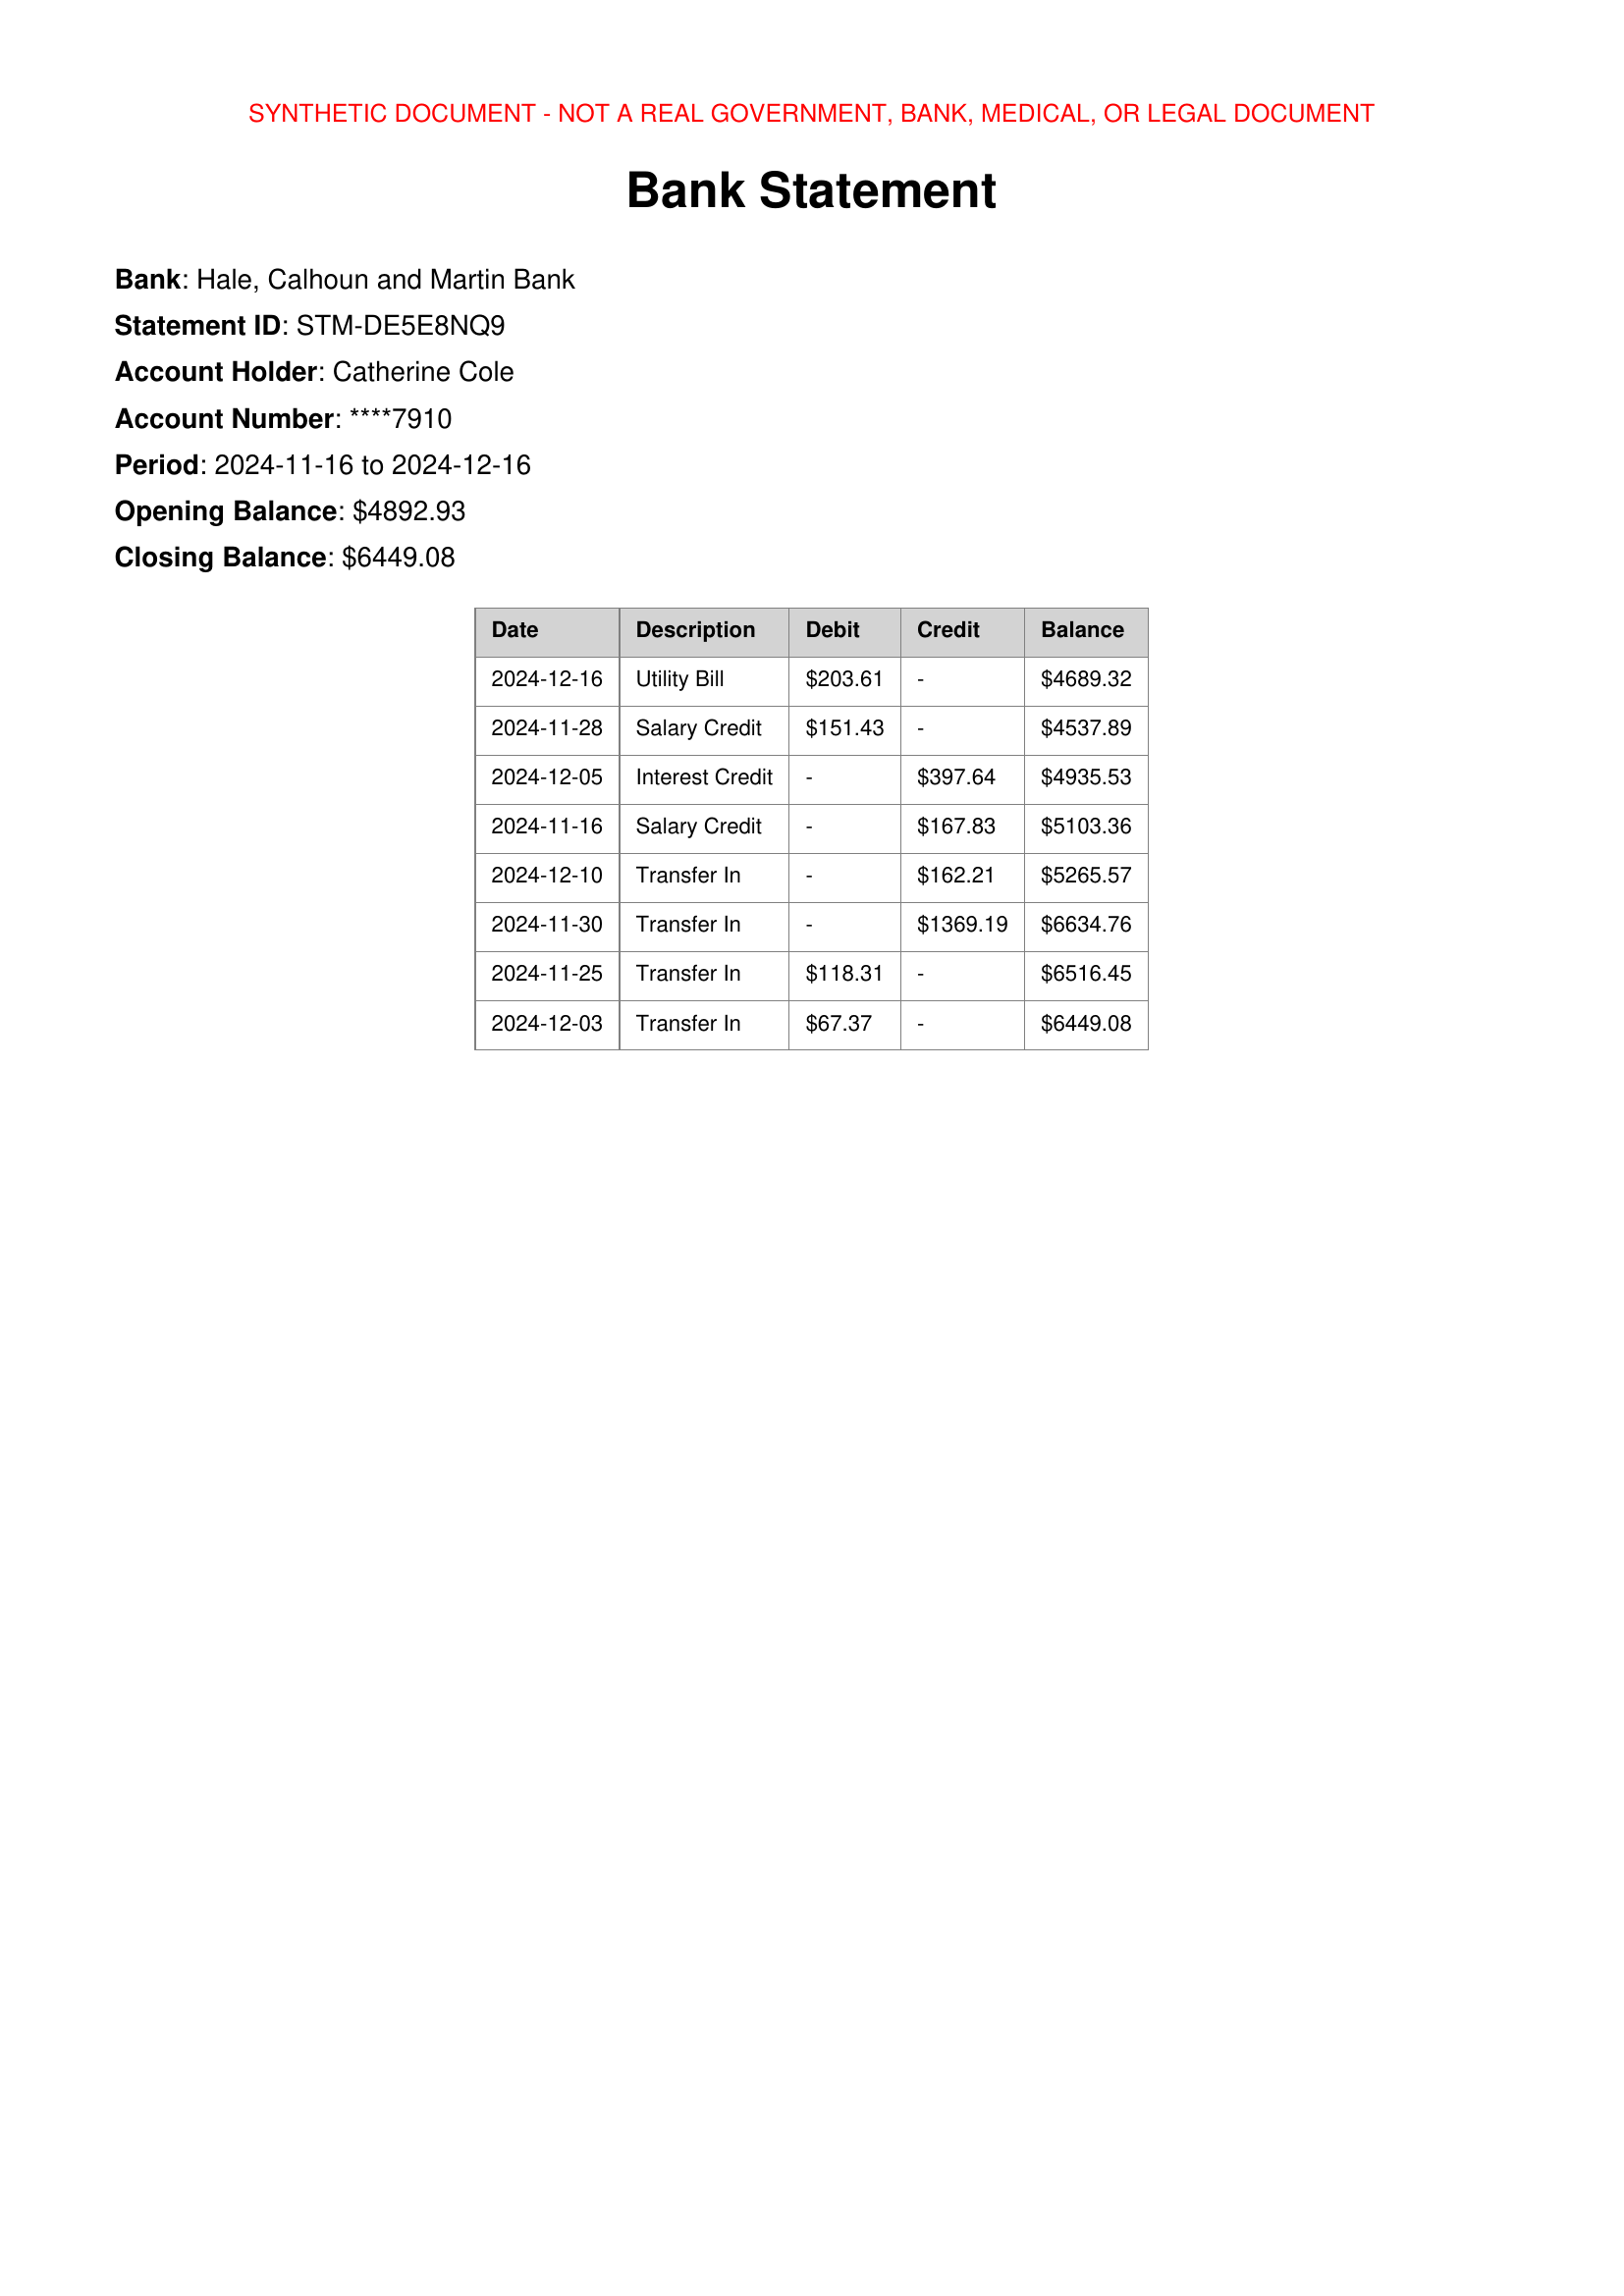 SYNTHETIC DOCUMENT - NOT A REAL GOVERNMENT, BANK, MEDICAL, OR LEGAL DOCUMENT
Bank Statement
Bank: Hale, Calhoun and Martin Bank
Statement ID: STM-DE5E8NQ9
Account Holder: Catherine Cole
Account Number: ****7910
Period: 2024-11-16 to 2024-12-16
Opening Balance: $4892.93
Closing Balance: $6449.08
Date Description Debit Credit Balance
2024-12-16 Utility Bill $203.61 - $4689.32
2024-11-28 Salary Credit $151.43 - $4537.89
2024-12-05 Interest Credit - $397.64 $4935.53
2024-11-16 Salary Credit - $167.83 $5103.36
2024-12-10 Transfer In - $162.21 $5265.57
2024-11-30 Transfer In - $1369.19 $6634.76
2024-11-25 Transfer In $118.31 - $6516.45
2024-12-03 Transfer In $67.37 - $6449.08